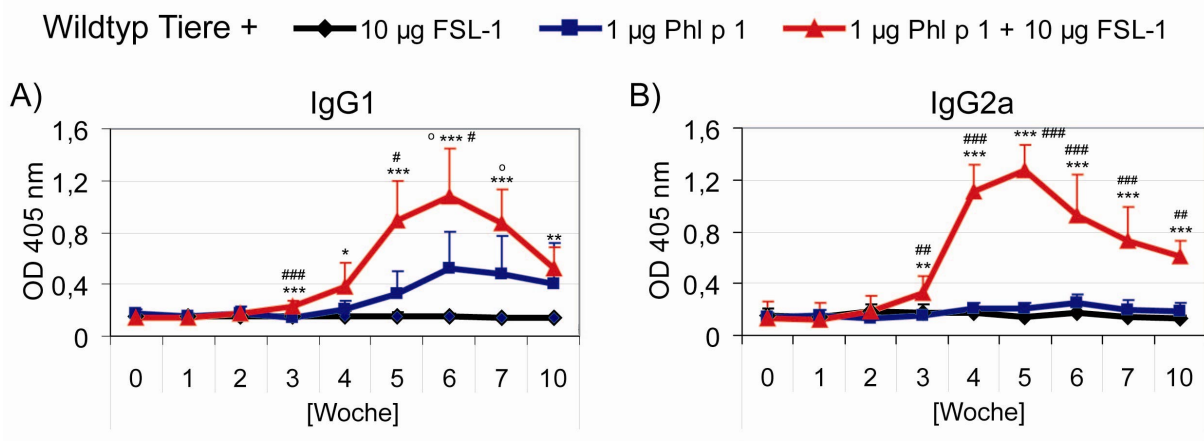 Wildtyp Tiere + 10 µg FSL-1 1 µg Phl p 1 1 µg Phl p 1 + 10 µg FSL-1
A)
IgG1
OD 405 nm
1,6
1,2
0,8
0,4
0
###
***
*
#
***
o *** #
o
***
**
0 1 2 3 4 5 6 7 10
[Woche]
B)
IgG2a
OD 405 nm
1,6
1,2
0,8
0,4
0
##
**
###
***
*** ###
###
***
###
***
##
***
0 1 2 3 4 5 6 7 10
[Woche]